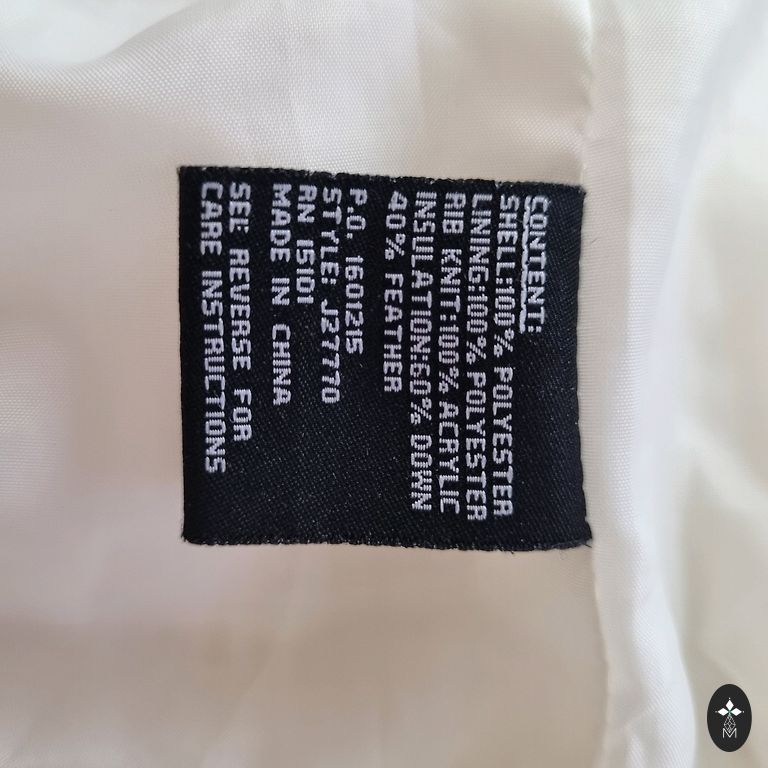 CONTENT:
SHELL:100% POLYESTER
LINING:100% POLYESTER
RIB KNIT:100% ACRYLIC
INSULATION:60% DOWN
40% FEATHER
P.O. 1601215
STYLE: J27770
RN 15101
MADE IN CHINA
SEE REVERSE FOR
CARE INSTRUCTIONS
M